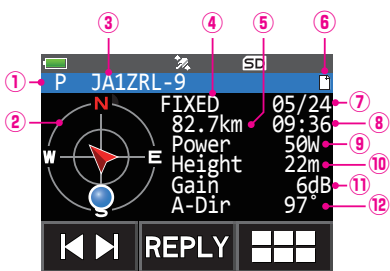 ③ ④ ⑤ ⑥
SD
① P JA1ZRL-9
② N FIXED 05/24 ⑦
82.7km 09:36 ⑧
W E Power 50W ⑨
Height 22m ⑩
Gain 6dB ⑪
S A-Dir 97° ⑫
REPLY